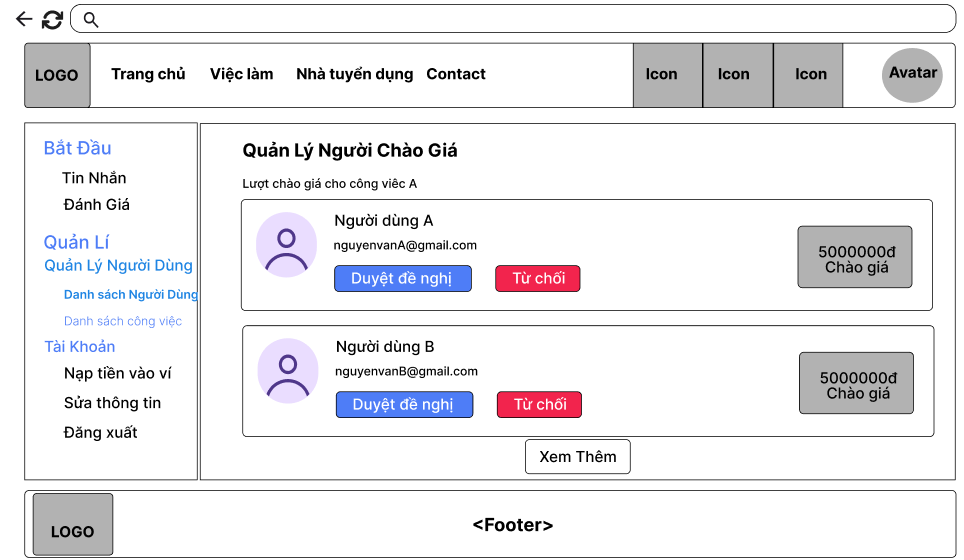 LOGO
Trang chủ
Việc làm
Nhà tuyển dụng
Contact
Icon
Icon
Icon
Avatar
Bắt Đầu
Tin Nhắn
Đánh Giá
Quản Lí
Quản Lý Người Dùng
Danh sách Người Dùng
Danh sách công việc
Tài Khoản
Nạp tiền vào ví
Sửa thông tin
Đăng xuất
Quản Lý Người Chào Giá
Lượt chào giá cho công viêc A
Người dùng A
nguyenvanA@gmail.com
Duyệt đề nghị
Từ chối
5000000đ
Chào giá
Người dùng B
nguyenvanB@gmail.com
Duyệt đề nghị
Từ chối
5000000đ
Chào giá
Xem Thêm
LOGO
<Footer>